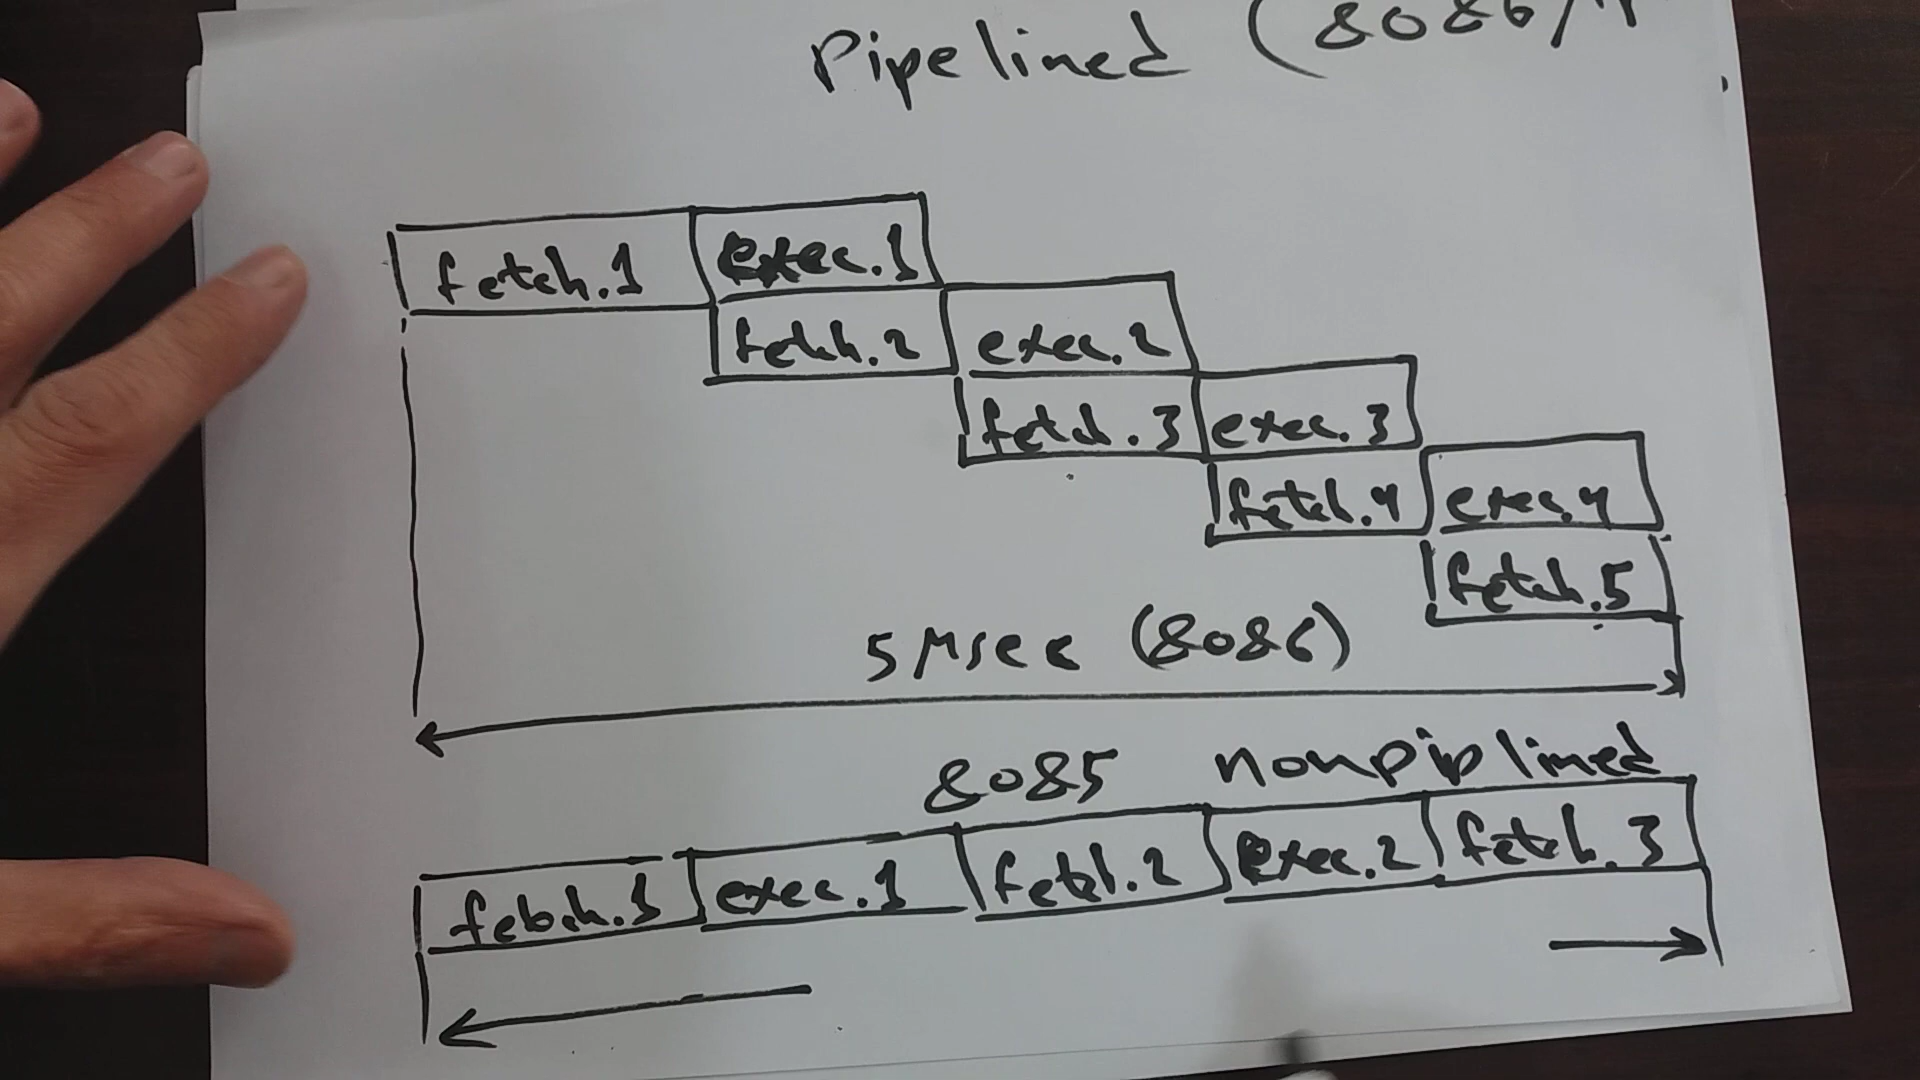 Pipelined (8086/
fetch.1 exec.1
fetch.2 exec.2
fetch.3 exec.3
fetch.4 exec.4
fetch.5
5 Msec (8086)
8085 nonpiplined
fetch.1 exec.1 fetch.2 exec.2 fetch.3